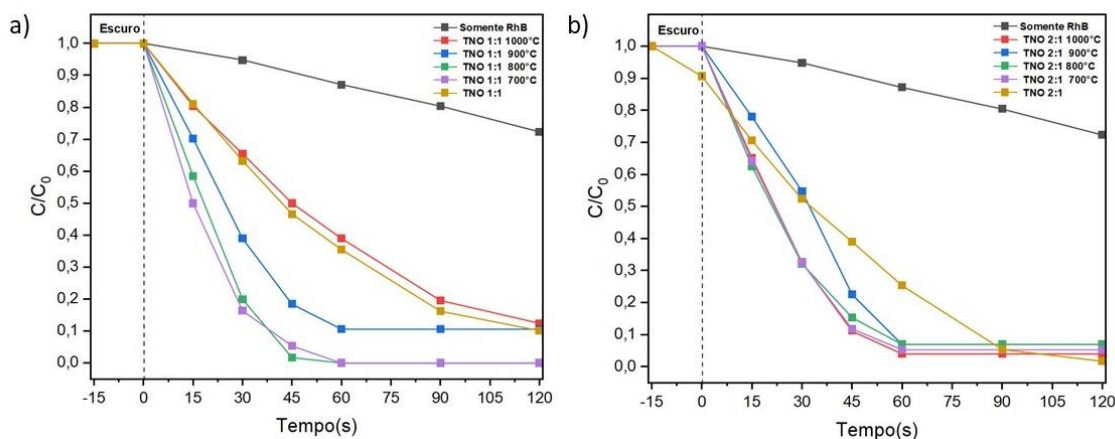 a)
Escuro
Somente RhB
TNO 1:1 1000°C
TNO 1:1 900°C
TNO 1:1 800°C
TNO 1:1 700°C
TNO 1:1
1,0
0,9
0,8
0,7
0,6
0,5
0,4
0,3
0,2
0,1
0,0
C/C0
-15 0 15 30 45 60 75 90 105 120
Tempo(s)
b)
Escuro
Somente RhB
TNO 2:1 1000°C
TNO 2:1 900°C
TNO 2:1 800°C
TNO 2:1 700°C
TNO 2:1
1,0
0,9
0,8
0,7
0,6
0,5
0,4
0,3
0,2
0,1
0,0
C/C0
-15 0 15 30 45 60 75 90 105 120
Tempo(s)